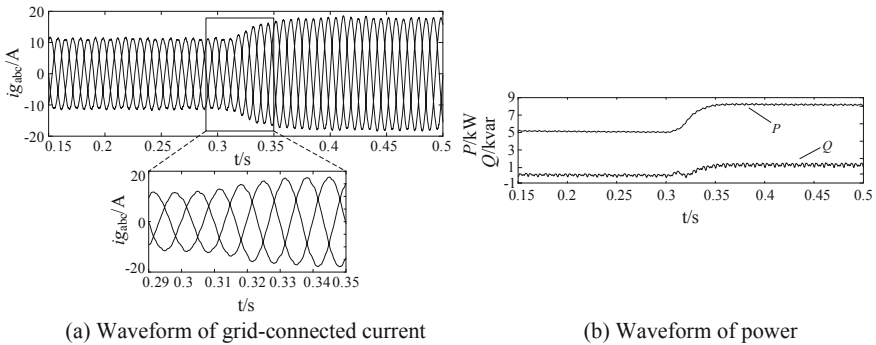 20
10
0
-10
-20
ig_abc/A
0.15 0.2 0.25 0.3 0.35 0.4 0.45 0.5
t/s
20
0
-20
ig_abc/A
0.29 0.3 0.31 0.32 0.33 0.34 0.35
t/s
(a) Waveform of grid-connected current
9
7
5
3
1
-1
P/kW
Q/kvar
P
Q
0.15 0.2 0.25 0.3 0.35 0.4 0.45 0.5
t/s
(b) Waveform of power